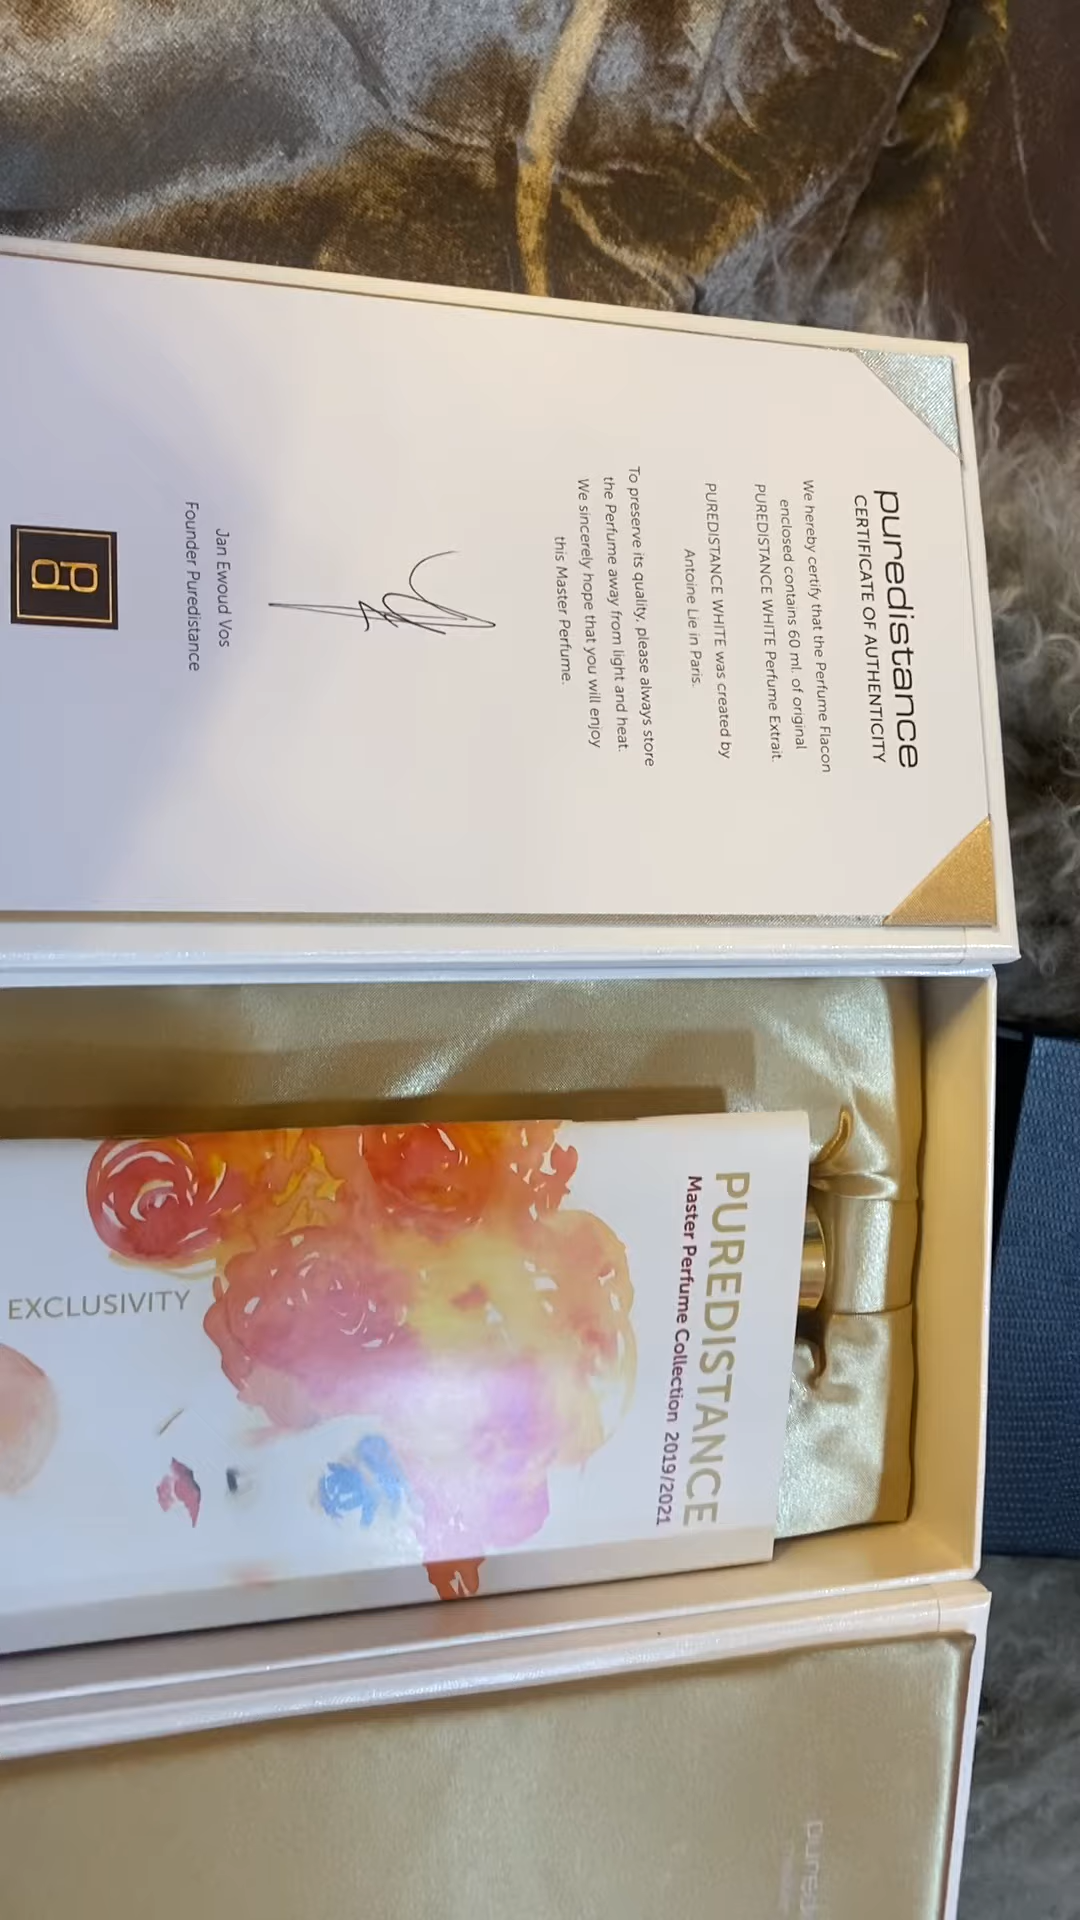 puredistance
CERTIFICATE OF AUTHENTICITY
We hereby certify that the Perfume Flacon
enclosed contains 60 ml. of original
PUREDISTANCE WHITE Perfume Extrait.
PUREDISTANCE WHITE was created by
Antoine Lie in Paris.
To preserve its quality, please always store
the Perfume away from light and heat.
We sincerely hope that you will enjoy
this Master Perfume.
Jan Ewoud Vos
Founder Puredistance
pd
PUREDISTANCE
Master Perfume Collection 2019/2021
EXCLUSIVITY